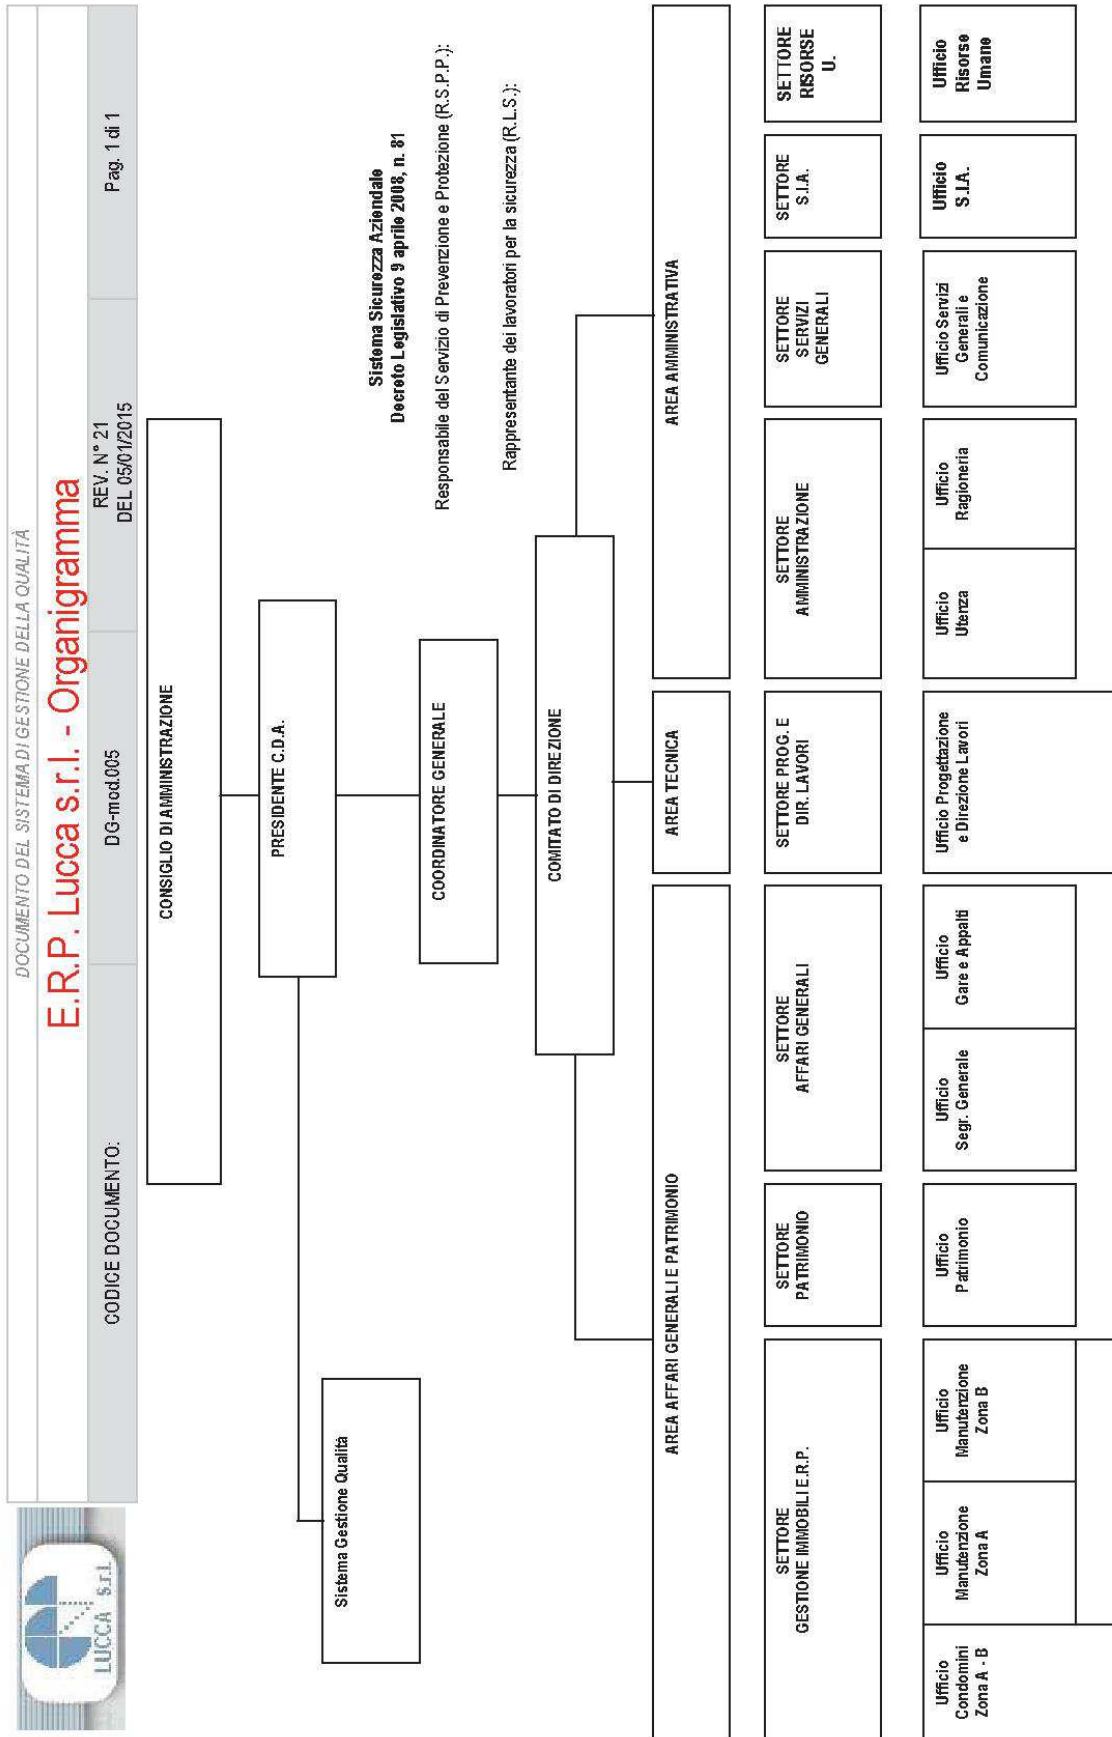 LUCCA s.r.l.
DOCUMENTO DEL SISTEMA DI GESTIONE DELLA QUALITÀ
E.R.P. Lucca s.r.l. - Organigramma
CODICE DOCUMENTO:
DG-mod.005
REV. N° 21
DEL 05/01/2015
Pag. 1 di 1
CONSIGLIO DI AMMINISTRAZIONE
PRESIDENTE C.D.A.
Sistema Gestione Qualità
COORDINATORE GENERALE
Sistema Sicurezza Aziendale
Decreto Legislativo 9 aprile 2008, n. 81
Responsabile del Servizio di Prevenzione e Protezione (R.S.P.P.):
Rappresentante dei lavoratori per la sicurezza (R.L.S.):
COMITATO DI DIREZIONE
AREA AFFARI GENERALI E PATRIMONIO
AREA TECNICA
AREA AMMINISTRATIVA
SETTORE
GESTIONE IMMOBILI E.R.P.
SETTORE
PATRIMONIO
SETTORE
AFFARI GENERALI
SETTORE PROG. E
DIR. LAVORI
SETTORE
AMMINISTRAZIONE
SETTORE
SERVIZI
GENERALI
SETTORE
S.I.A.
SETTORE
RISORSE
U.
Ufficio
Condomini
Zona A - B
Ufficio
Manutenzione
Zona A
Ufficio
Manutenzione
Zona B
Ufficio
Patrimonio
Ufficio
Segr. Generale
Ufficio
Gare e Appalti
Ufficio Progettazione
e Direzione Lavori
Ufficio
Utenza
Ufficio
Ragioneria
Ufficio Servizi
Generali e
Comunicazione
Ufficio
S.I.A.
Ufficio
Risorse
Umane